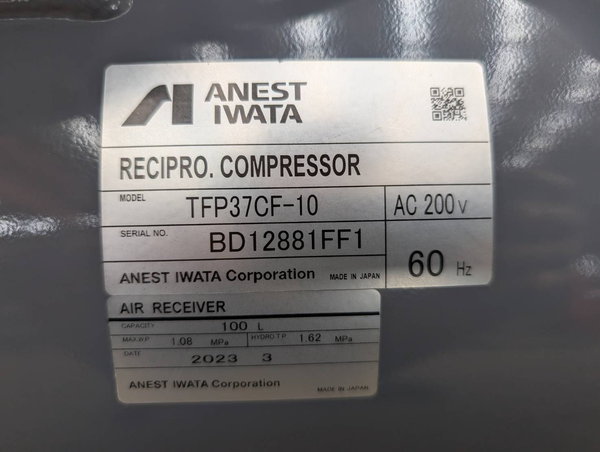 ANEST
IWATA
RECIPRO. COMPRESSOR
MODEL TFP37CF-10 AC 200 V
SERIAL NO. BD12881FF1
60 Hz
ANEST IWATA Corporation MADE IN JAPAN
AIR RECEIVER
CAPACITY 100 L
MAX.W.P. 1.08 MPa HYDRO.T.P. 1.62 MPa
DATE 2023 3
ANEST IWATA Corporation MADE IN JAPAN